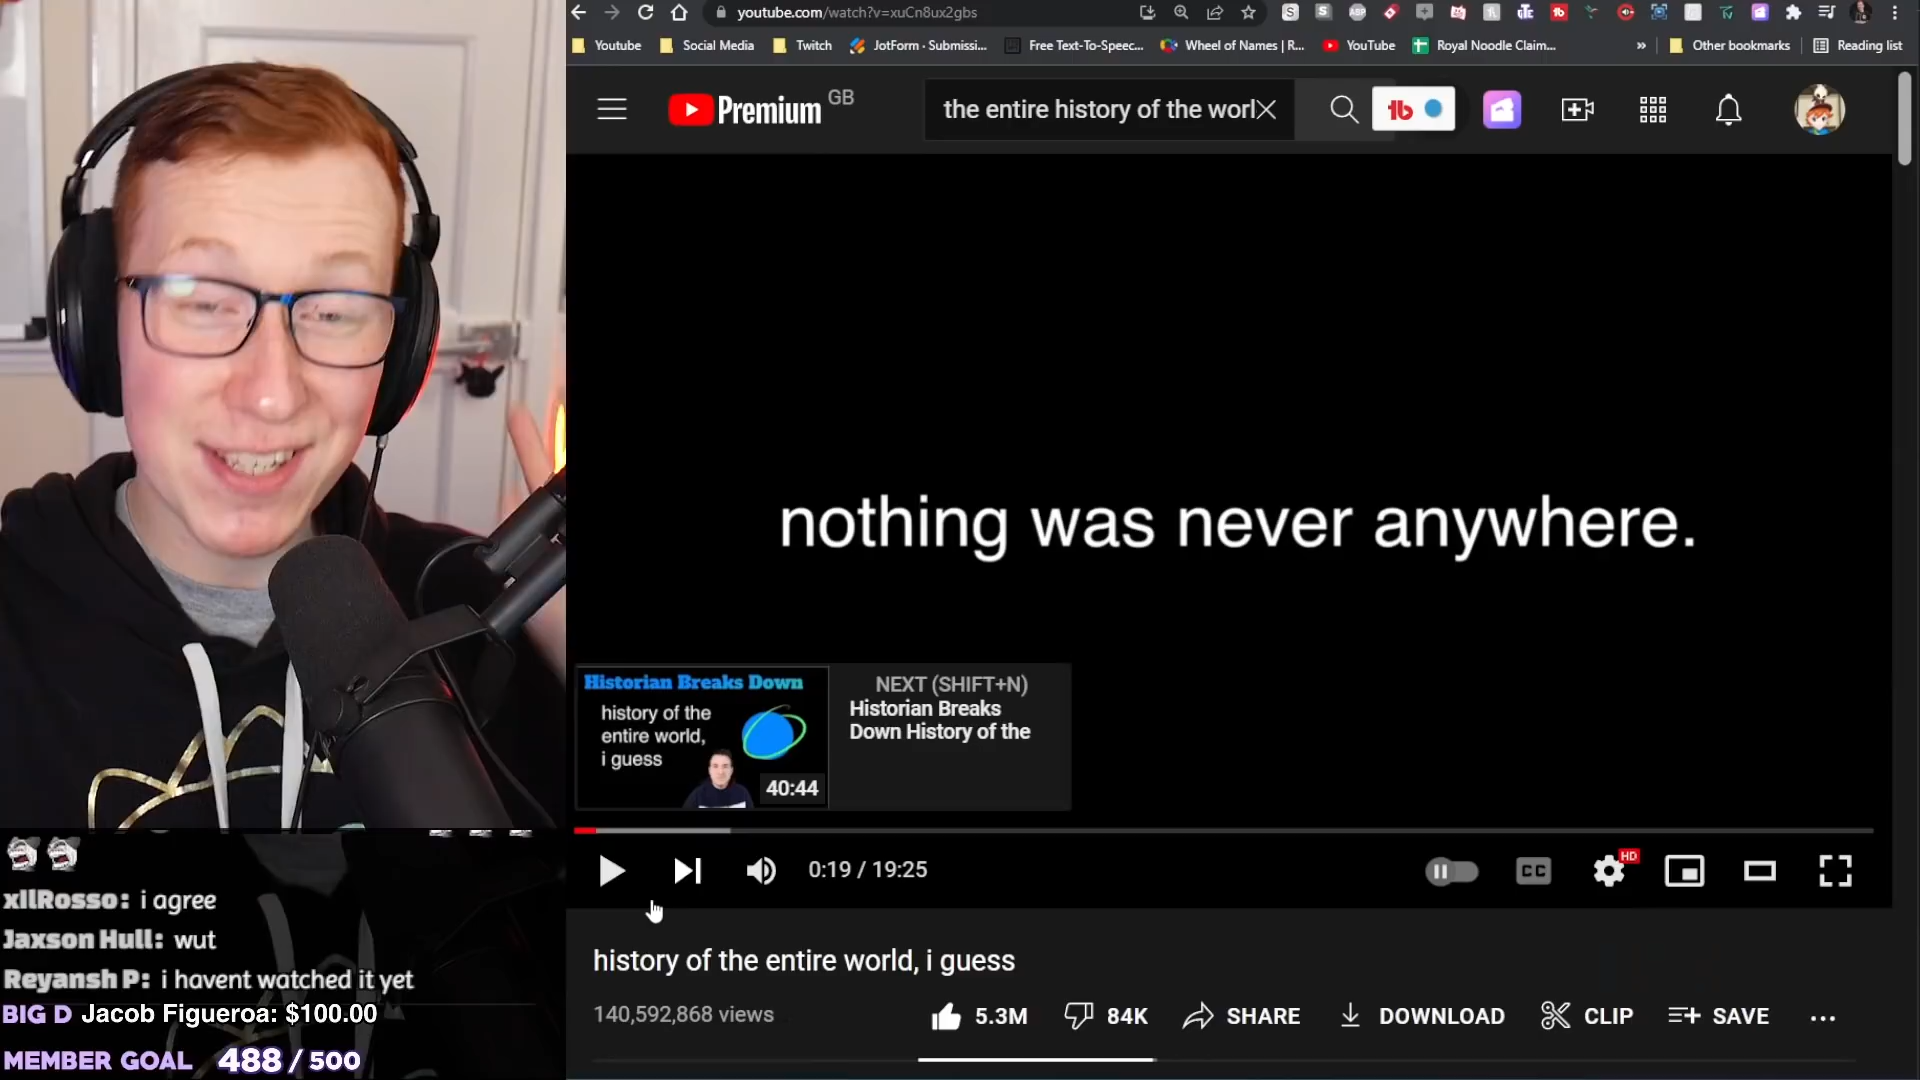 youtube.com/watch?v=xuCn8ux2gbs
Youtube
Social Media
Twitch
JotForm · Submissi...
Free Text-To-Speec...
Wheel of Names | R...
YouTube
Royal Noodle Claim...
»
Other bookmarks
Reading list
Premium GB
the entire history of the worl
tb
nothing was never anywhere.
Historian Breaks Down
history of the
entire world,
i guess
40:44
NEXT (SHIFT+N)
Historian Breaks
Down History of the
0:19 / 19:25
CC
HD
history of the entire world, i guess
140,592,868 views
5.3M
84K
SHARE
DOWNLOAD
CLIP
SAVE
...
xIlRosso: i agree
Jaxson Hull: wut
Reyansh P: i havent watched it yet
BIG D Jacob Figueroa: $100.00
MEMBER GOAL 488 / 500